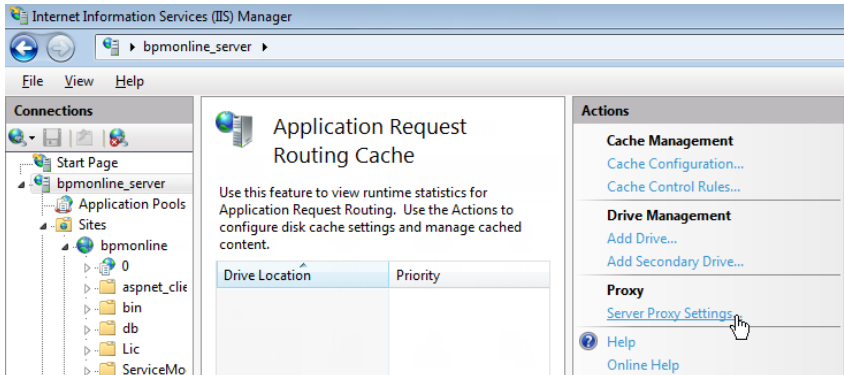 Internet Information Services (IIS) Manager
bpmonline_server
File View Help
Connections
Start Page
bpmonline_server
Application Pools
Sites
bpmonline
0
aspnet_clie
bin
db
Lic
ServiceMo
Application Request
Routing Cache
Use this feature to view runtime statistics for
Application Request Routing. Use the Actions to
configure disk cache settings and manage cached
content.
Drive Location Priority
Actions
Cache Management
Cache Configuration...
Cache Control Rules...
Drive Management
Add Drive...
Add Secondary Drive...
Proxy
Server Proxy Settings...
Help
Online Help